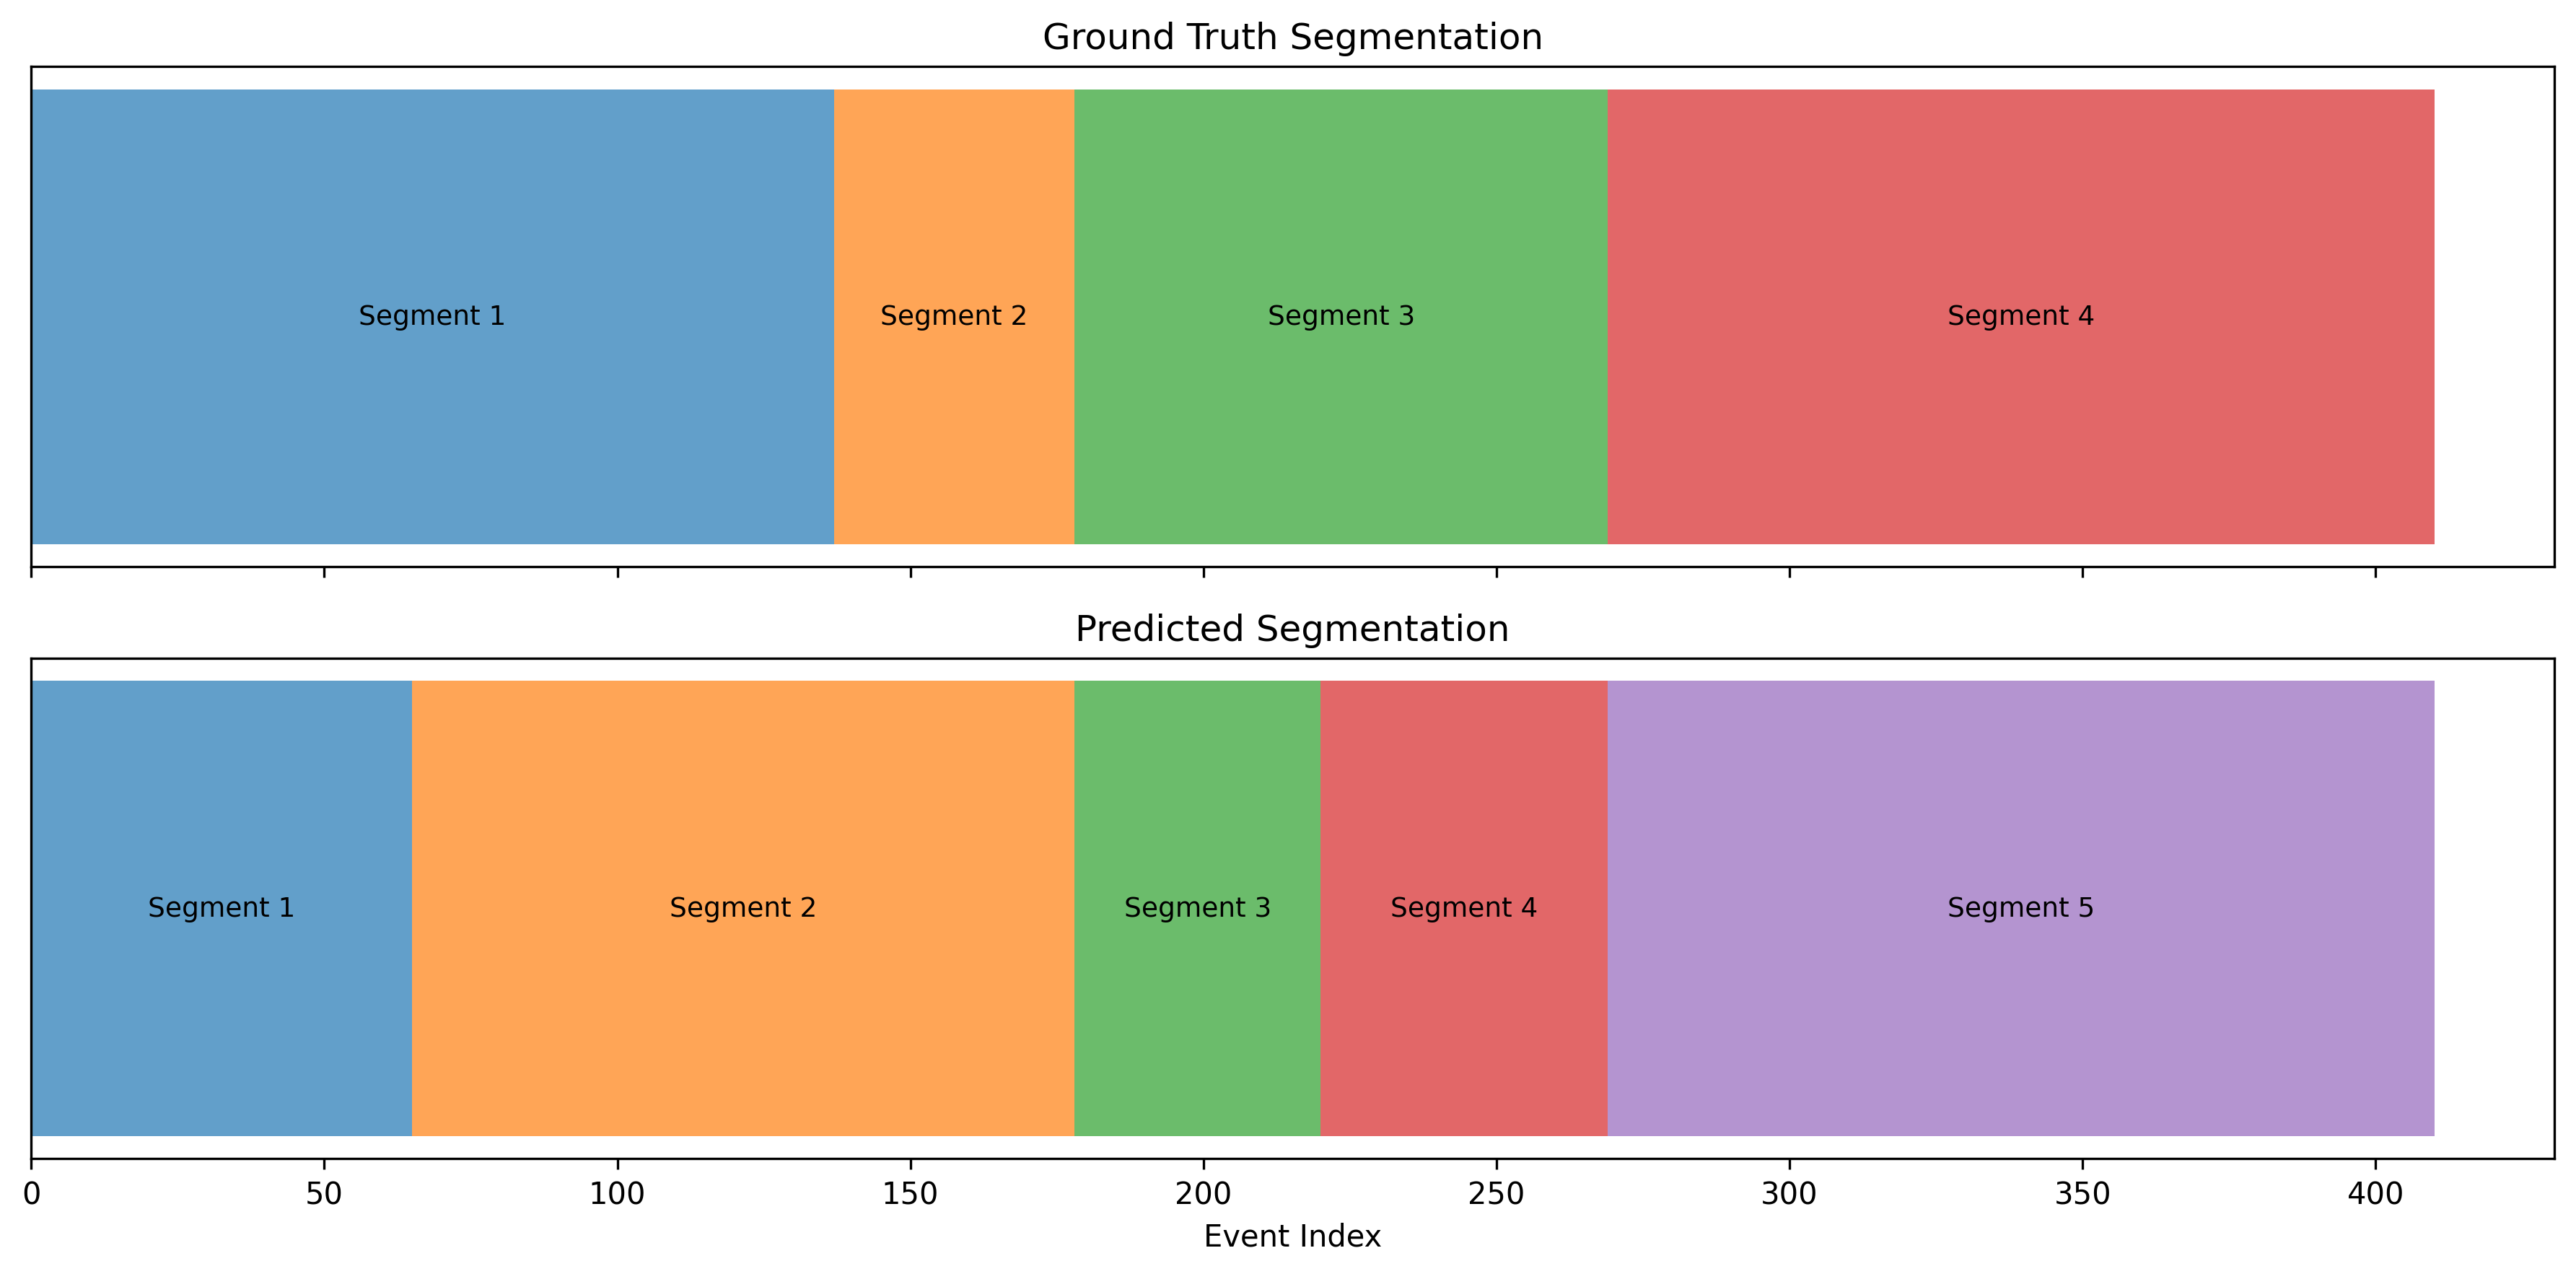 Ground Truth Segmentation
Segment 1 Segment 2 Segment 3 Segment 4
Predicted Segmentation
Segment 1 Segment 2 Segment 3 Segment 4 Segment 5
0 50 100 150 200 250 300 350 400
Event Index